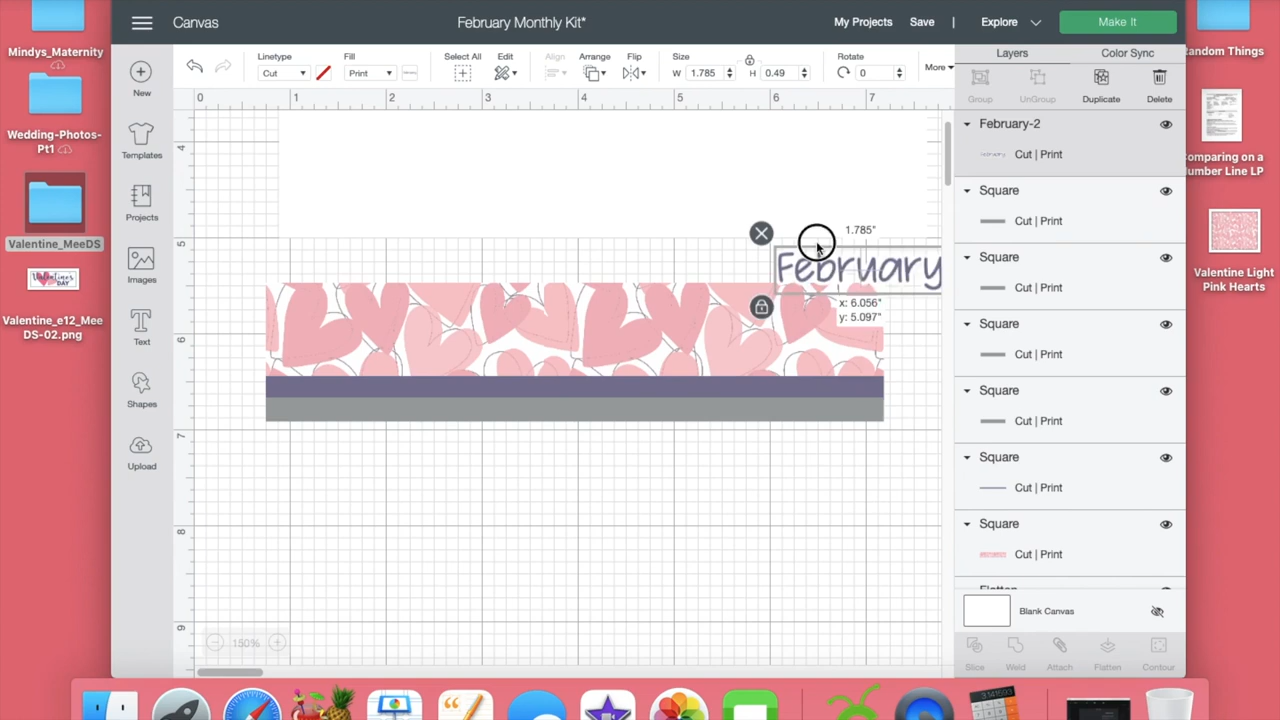 Mindys_Maternity
Wedding-Photos-
Pt1
Valentine_MeeDS
Valentine_e12_Mee
DS-02.png
Canvas
February Monthly Kit*
My Projects
Save
|
Explore
Make It
Linetype
Cut
Fill
Print
Select All
Edit
Align
Arrange
Flip
Size
W 1.785
H 0.49
Rotate
0
More
New
Templates
Projects
Images
Text
Shapes
Upload
0 1 2 3 4 5 6 7
4
5
6
7
8
9
1.785"
February
x: 6.056"
y: 5.097"
150%
Layers
Color Sync
Group
UnGroup
Duplicate
Delete
February-2
Cut | Print
Square
Cut | Print
Square
Cut | Print
Square
Cut | Print
Square
Cut | Print
Square
Cut | Print
Square
Cut | Print
Blank Canvas
Slice
Weld
Attach
Flatten
Contour
andom Things
omparing on a
umber Line LP
Valentine Light
Pink Hearts